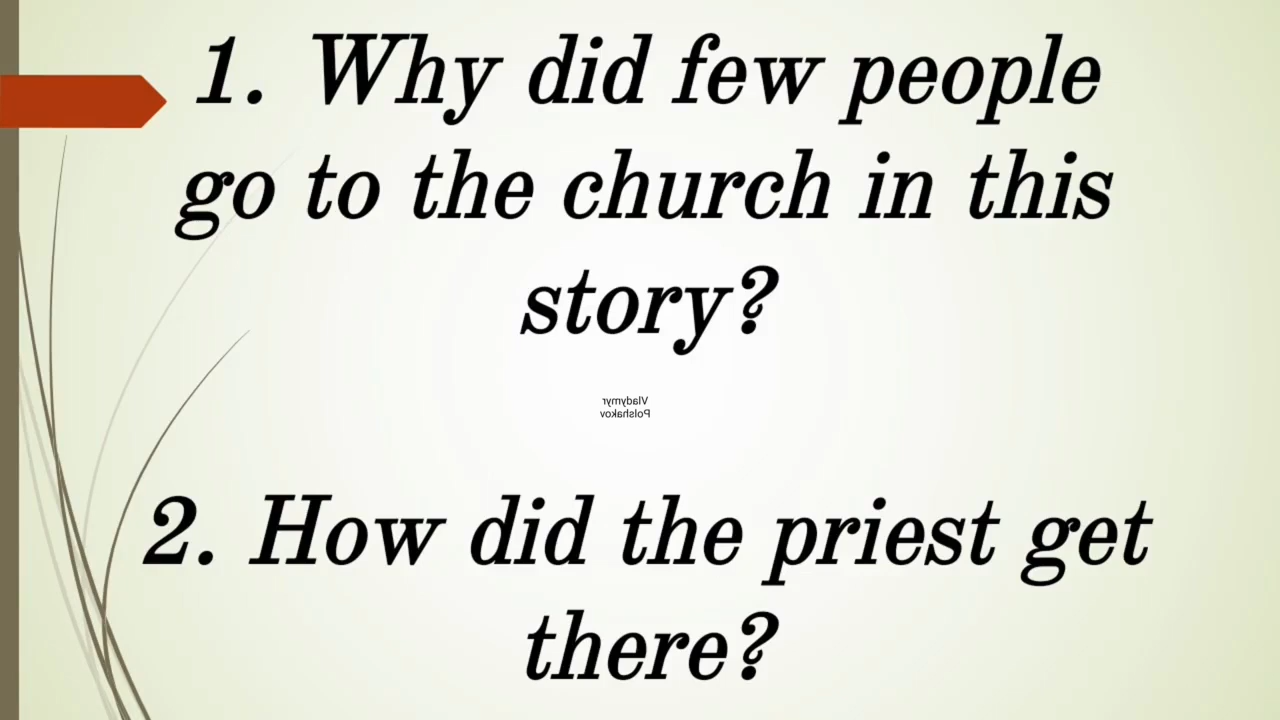 1. Why did few people
go to the church in this
story?
Vladymyr
Polshakov
2. How did the priest get
there?